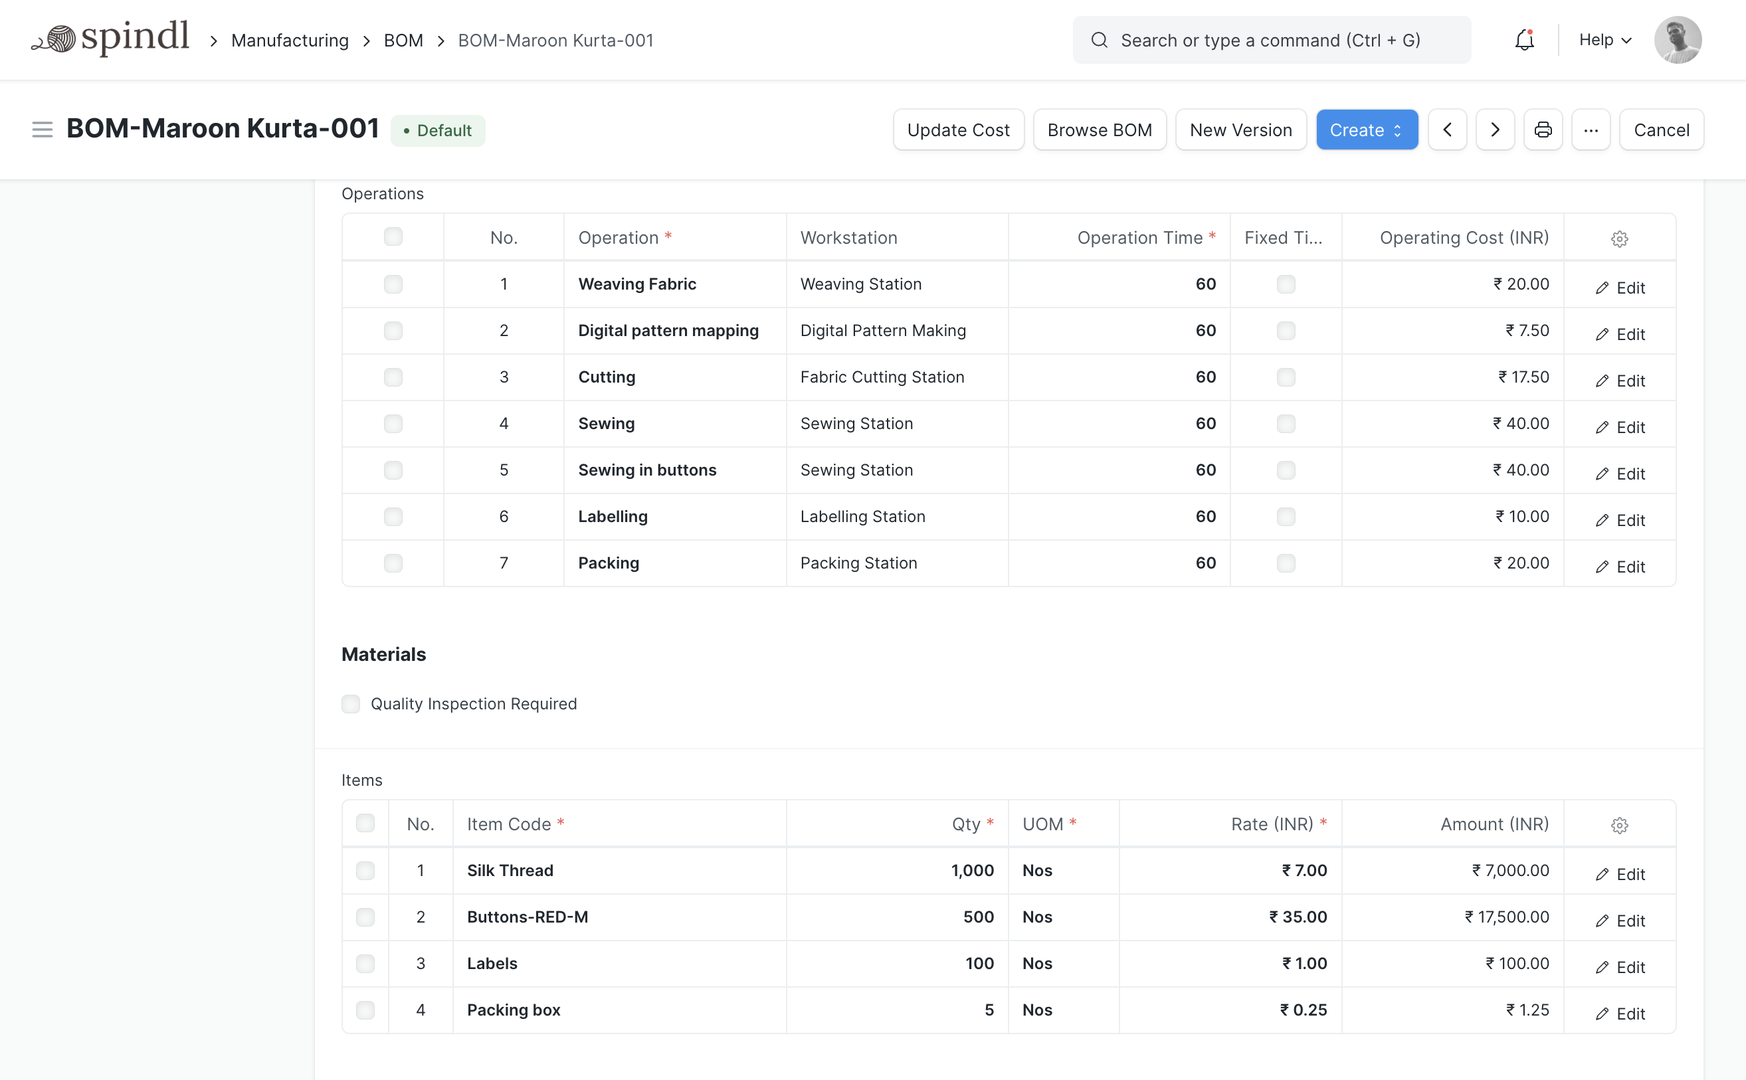 spindl > Manufacturing > BOM > BOM-Maroon Kurta-001 Search or type a command (Ctrl + G) Help
BOM-Maroon Kurta-001 • Default Update Cost Browse BOM New Version Create ... Cancel
Operations
No. Operation * Workstation Operation Time * Fixed Ti... Operating Cost (INR)
1 Weaving Fabric Weaving Station 60 ₹ 20.00 Edit
2 Digital pattern mapping Digital Pattern Making 60 ₹ 7.50 Edit
3 Cutting Fabric Cutting Station 60 ₹ 17.50 Edit
4 Sewing Sewing Station 60 ₹ 40.00 Edit
5 Sewing in buttons Sewing Station 60 ₹ 40.00 Edit
6 Labelling Labelling Station 60 ₹ 10.00 Edit
7 Packing Packing Station 60 ₹ 20.00 Edit
Materials
Quality Inspection Required
Items
No. Item Code * Qty * UOM * Rate (INR) * Amount (INR)
1 Silk Thread 1,000 Nos ₹ 7.00 ₹ 7,000.00 Edit
2 Buttons-RED-M 500 Nos ₹ 35.00 ₹ 17,500.00 Edit
3 Labels 100 Nos ₹ 1.00 ₹ 100.00 Edit
4 Packing box 5 Nos ₹ 0.25 ₹ 1.25 Edit